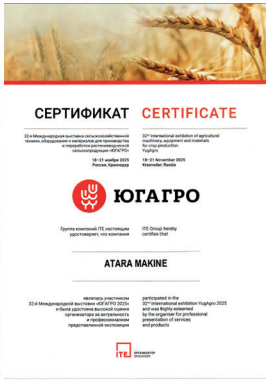 СЕРТИФИКАТ CERTIFICATE
32-я Международная выставка сельскохозяйственной
техники, оборудования и материалов для производства
и переработки растениеводческой
сельхозпродукции «ЮГАГРО»
32nd International exhibition of agricultural
machinery, equipment and materials
for crop production
YugAgro
18–21 ноября 2025
Россия, Краснодар
18–21 November 2025
Krasnodar, Russia
ЮГАГРО
Группа компаний ITE настоящим
удостоверяет, что компания
ITE Group hereby
certifies that
ATARA MAKINE
являлась участником
32-й Международной выставки «ЮГАГРО 2025»
и была удостоена высокой оценки
организатора за актуальность
и профессионализм
представленной экспозиции
participated in the
32nd International exhibition YugAgro 2025
and was highly esteemed
by the organiser for professional
presentation of services
and products
ITE